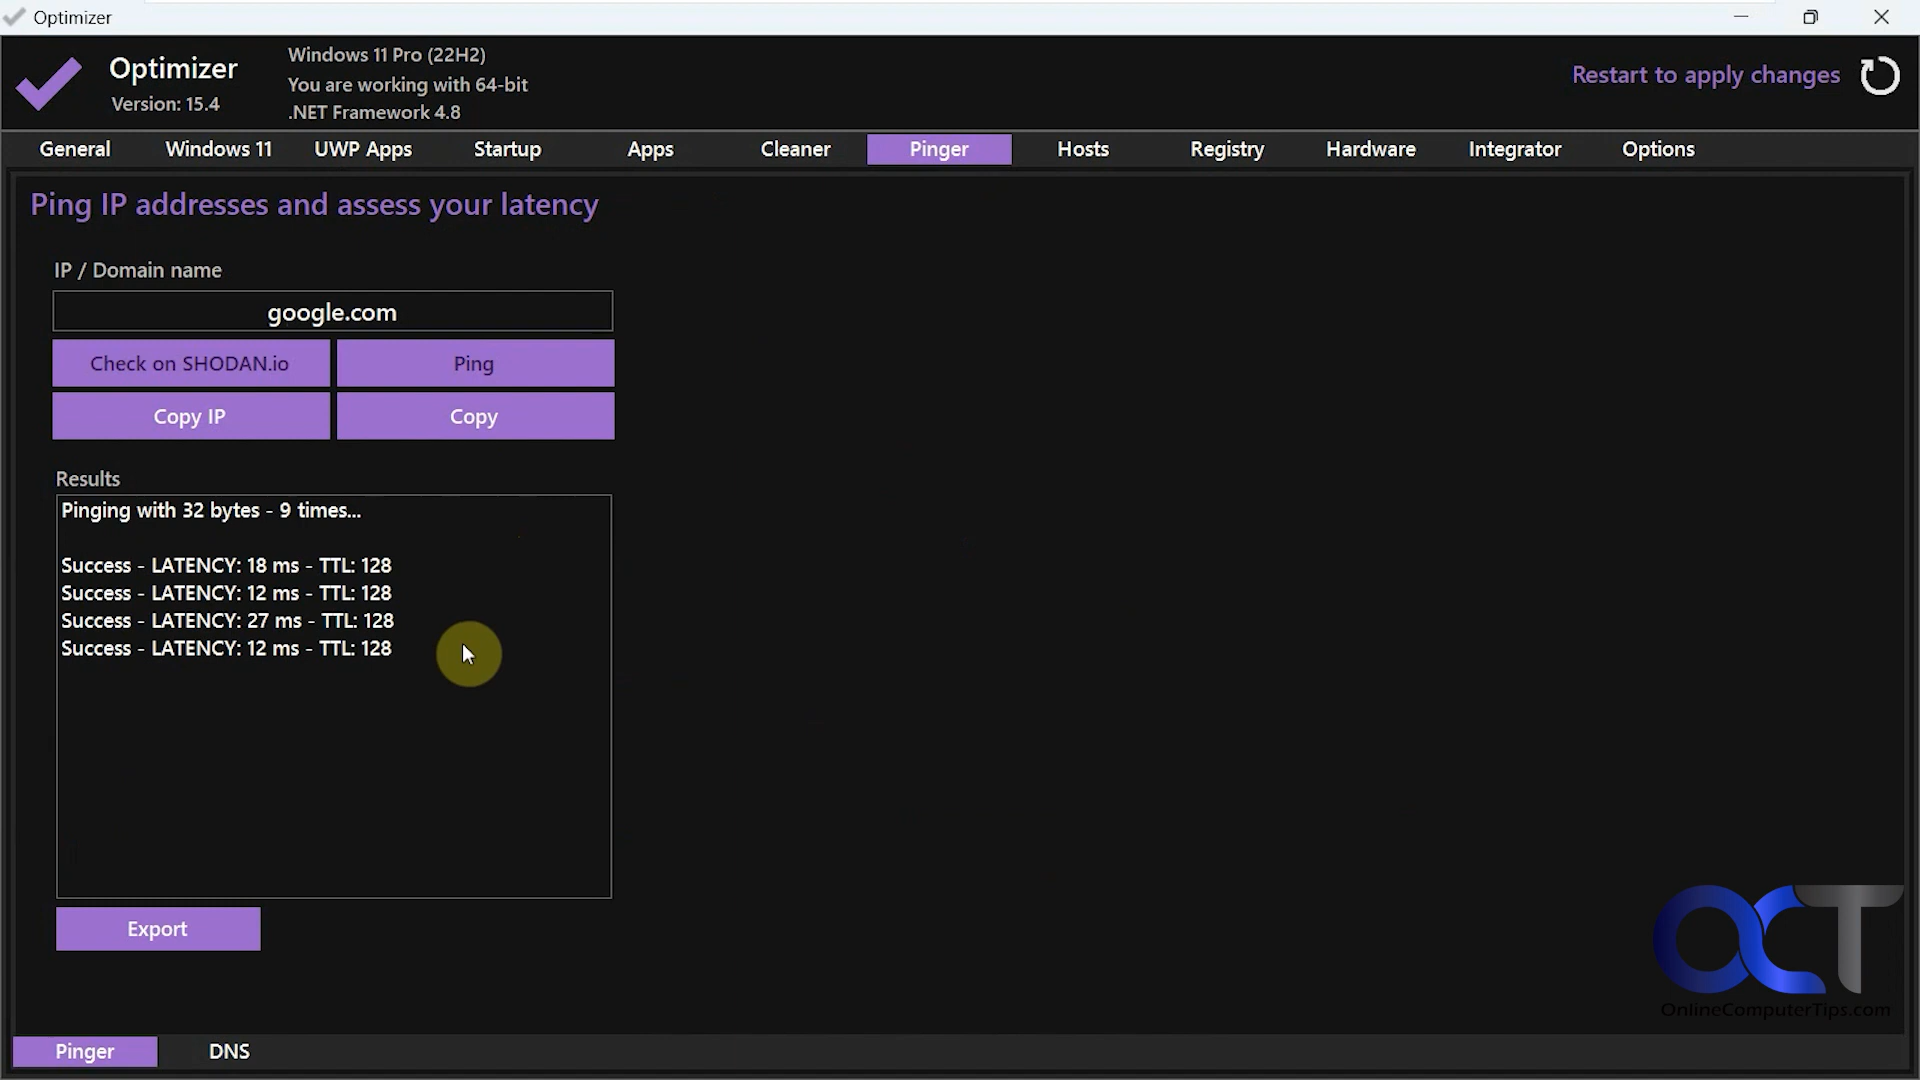 Optimizer
Optimizer
Version: 15.4
Windows 11 Pro (22H2)
You are working with 64-bit
.NET Framework 4.8
Restart to apply changes
General Windows 11 UWP Apps Startup Apps Cleaner Pinger Hosts Registry Hardware Integrator Options
Ping IP addresses and assess your latency
IP / Domain name
google.com
Check on SHODAN.io Ping
Copy IP Copy
Results
Pinging with 32 bytes - 9 times...
Success - LATENCY: 18 ms - TTL: 128
Success - LATENCY: 12 ms - TTL: 128
Success - LATENCY: 27 ms - TTL: 128
Success - LATENCY: 12 ms - TTL: 128
Export
OCT
OnlineComputerTips.com
Pinger DNS